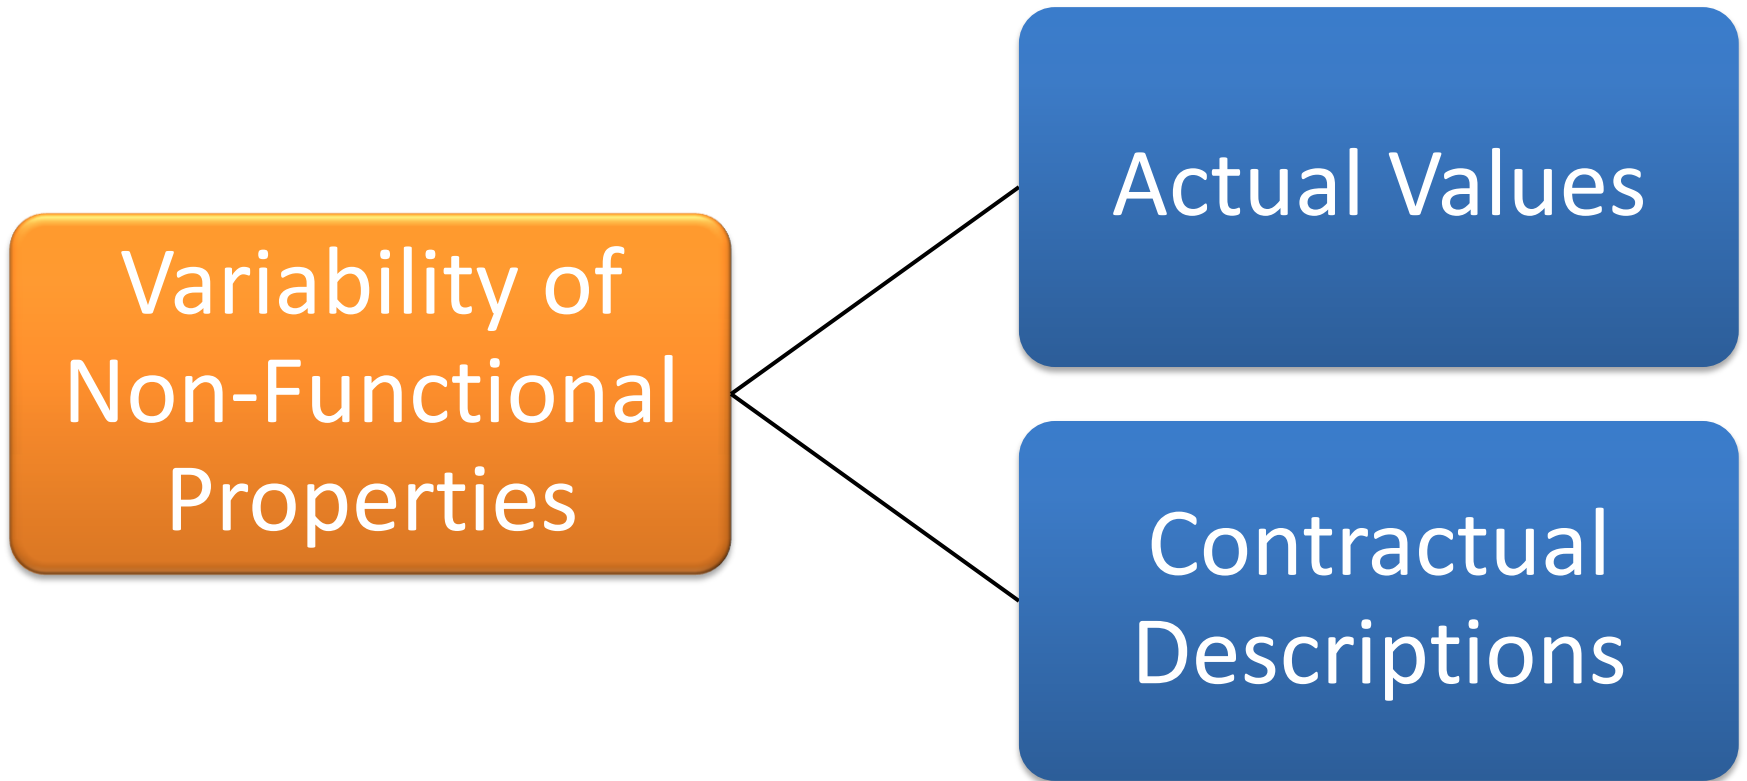 Variability of
Non-Functional
Properties
Actual Values
Contractual
Descriptions